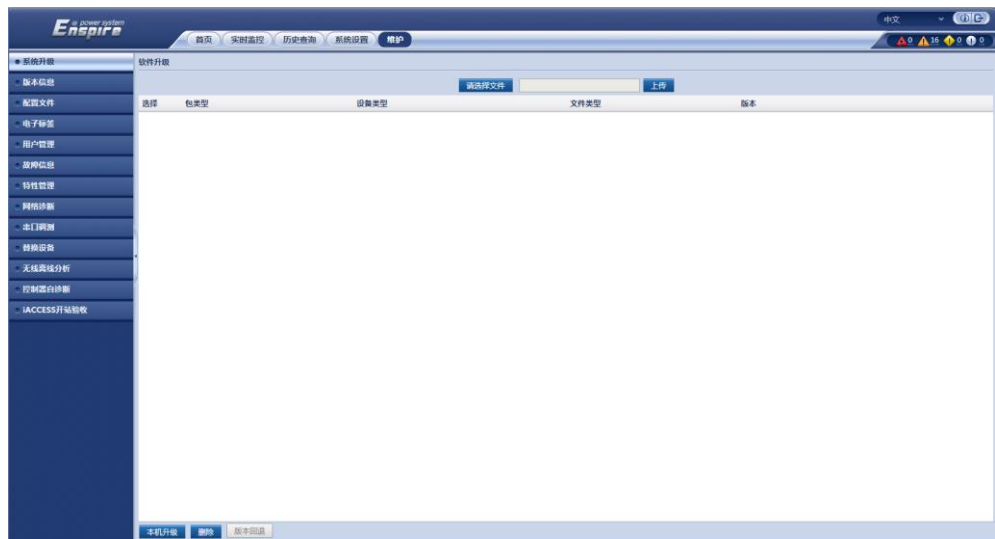 e power system
Enspire
中文
首页 实时监控 历史查询 系统设置 维护
0 16 0 0
系统升级
版本信息
配置文件
电子标签
用户管理
故障信息
特性管理
网络诊断
串口调测
替换设备
无线离线分析
控制器自诊断
iACCESS开站验收
软件升级
请选择文件 上传
选择 包类型 设备类型 文件类型 版本
本机升级 删除 版本回退